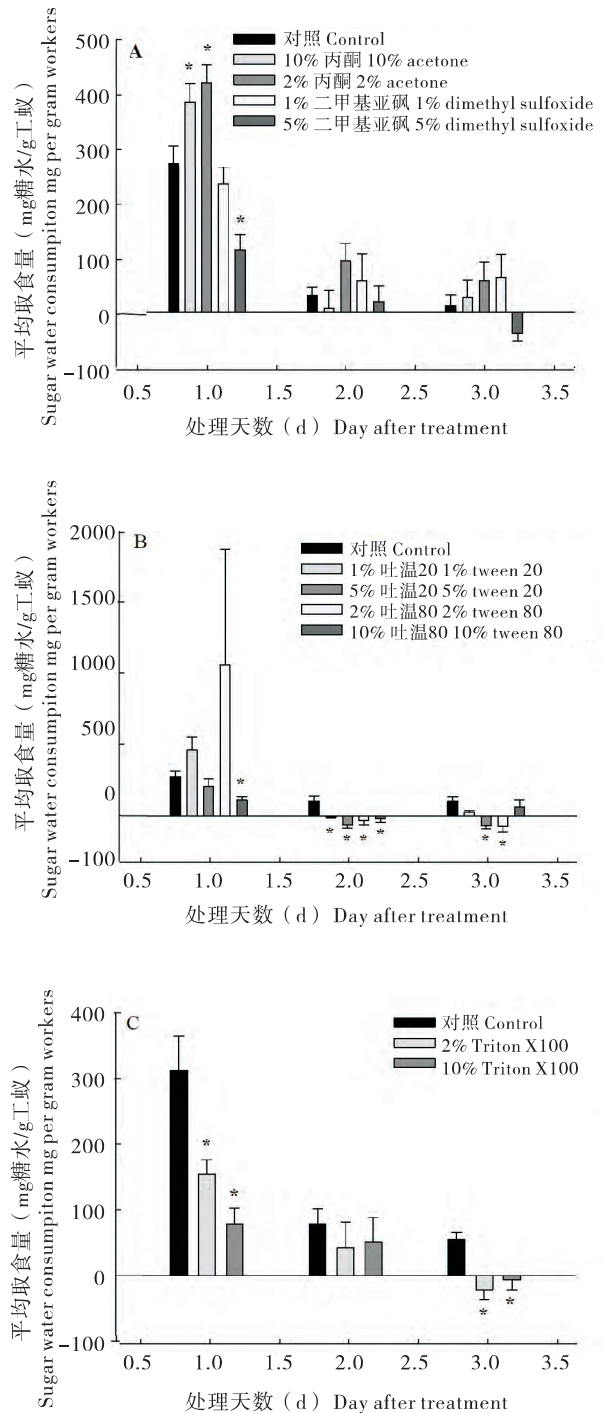 平均取食量（mg糖水/g工蚁）
Sugar water consumpiton mg per gram workers
500
400
300
200
100
0
-100
A
*
*
*
对照 Control
10% 丙酮 10% acetone
2% 丙酮 2% acetone
1% 二甲基亚砜 1% dimethyl sulfoxide
5% 二甲基亚砜 5% dimethyl sulfoxide
0.5 1.0 1.5 2.0 2.5 3.0 3.5
处理天数（d）Day after treatment
平均取食量（mg糖水/g工蚁）
Sugar water consumpiton mg per gram workers
2000
1500
1000
500
0
-100
B
对照 Control
1% 吐温20 1% tween 20
5% 吐温20 5% tween 20
2% 吐温80 2% tween 80
10% 吐温80 10% tween 80
*
* * * *
* *
0.5 1.0 1.5 2.0 2.5 3.0 3.5
处理天数（d）Day after treatment
平均取食量（mg糖水/g工蚁）
Sugar water consumpiton mg per gram workers
400
300
200
100
0
-100
C
对照 Control
2% Triton X100
10% Triton X100
*
*
* *
0.5 1.0 1.5 2.0 2.5 3.0 3.5
处理天数（d）Day after treatment